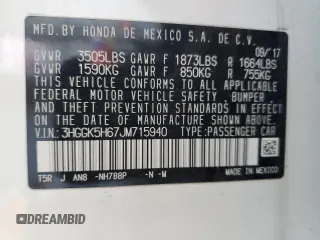 MFD. BY HONDA DE MEXICO S.A. DE C.V.
09/'17
GVWR 3505LBS GAWR F 1873LBS R 1664LBS
GVWR 1590KG GAWR F 850KG R 755KG
THIS VEHICLE CONFORMS TO ALL APPLICABLE
FEDERAL MOTOR VEHICLE SAFETY, BUMPER
AND THEFT PREVENTION STANDARDS IN EFFECT ON THE
DATE OF MANUFACTURE SHOWN ABOVE.
V.I.N.: 3HGGK5H67JM715940 TYPE: PASSENGER CAR
T5R J ANB -NH788P -N -M
MADE IN MEXICO
DREAMBID